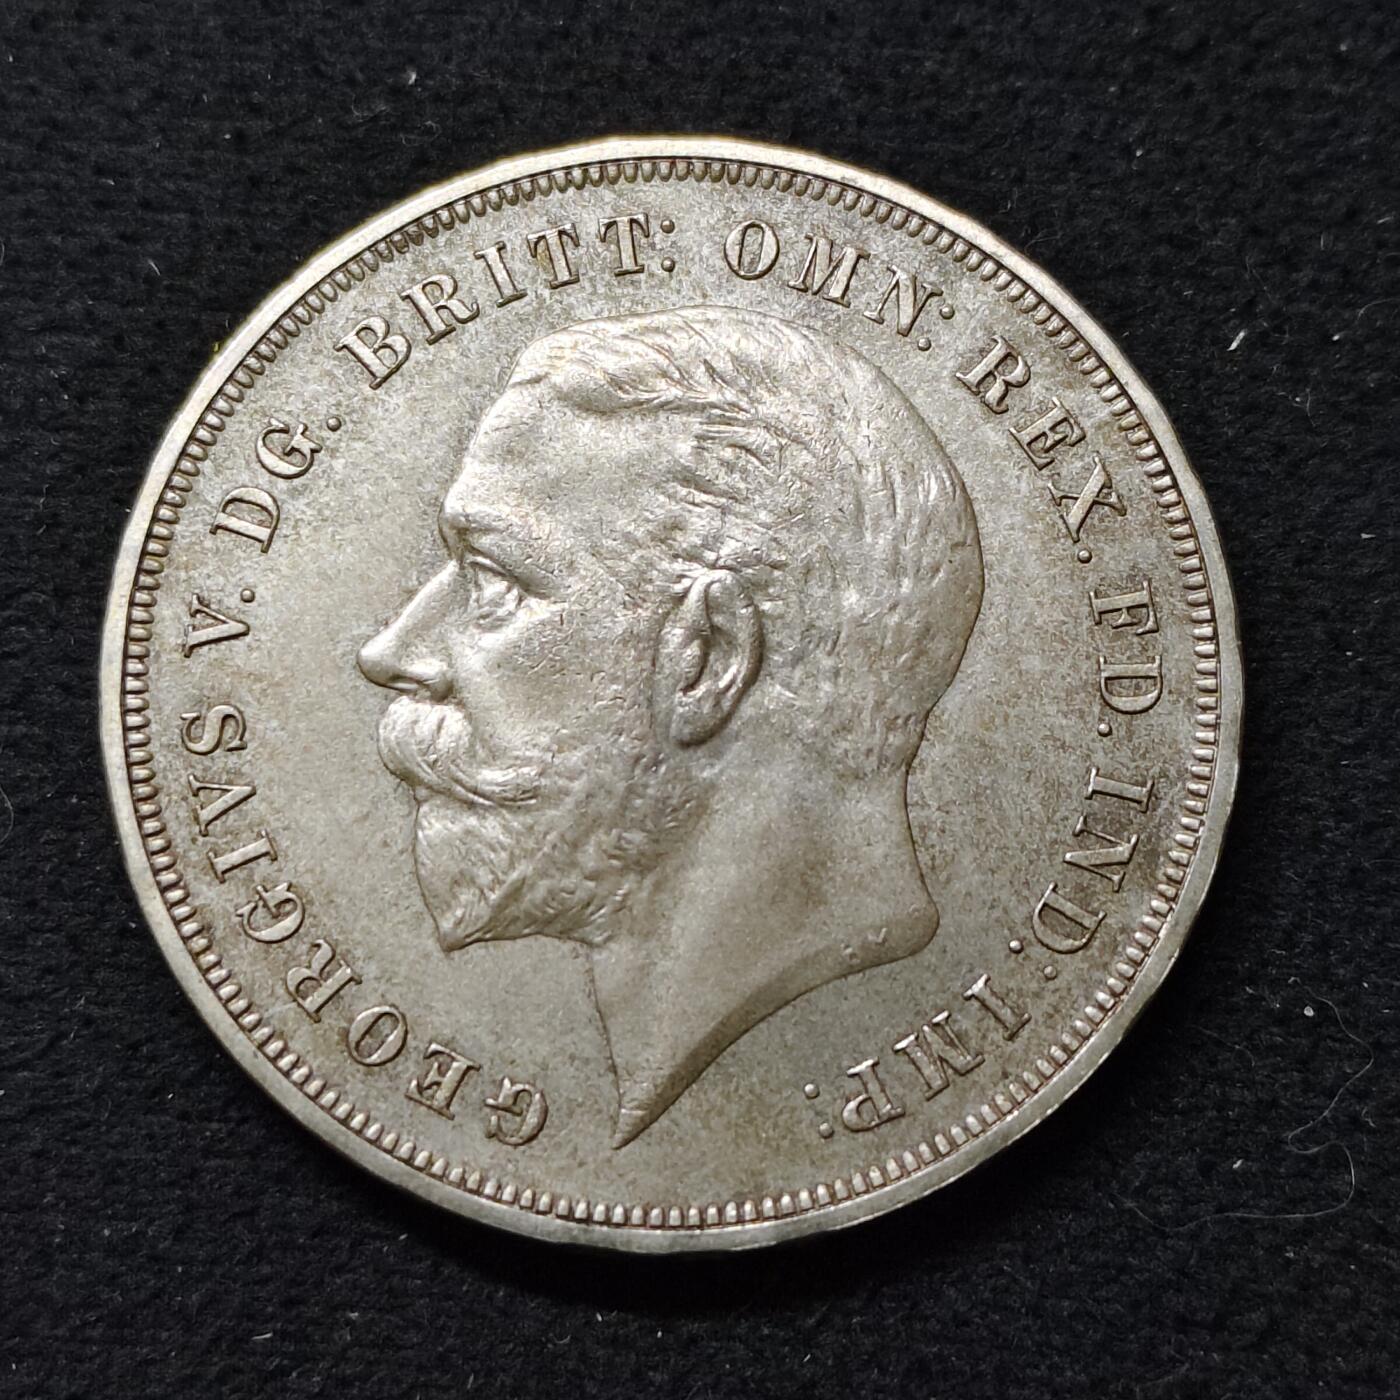 GEORGIVS V. DG. BRITT: OMN: REX. FD. IND: IMP: